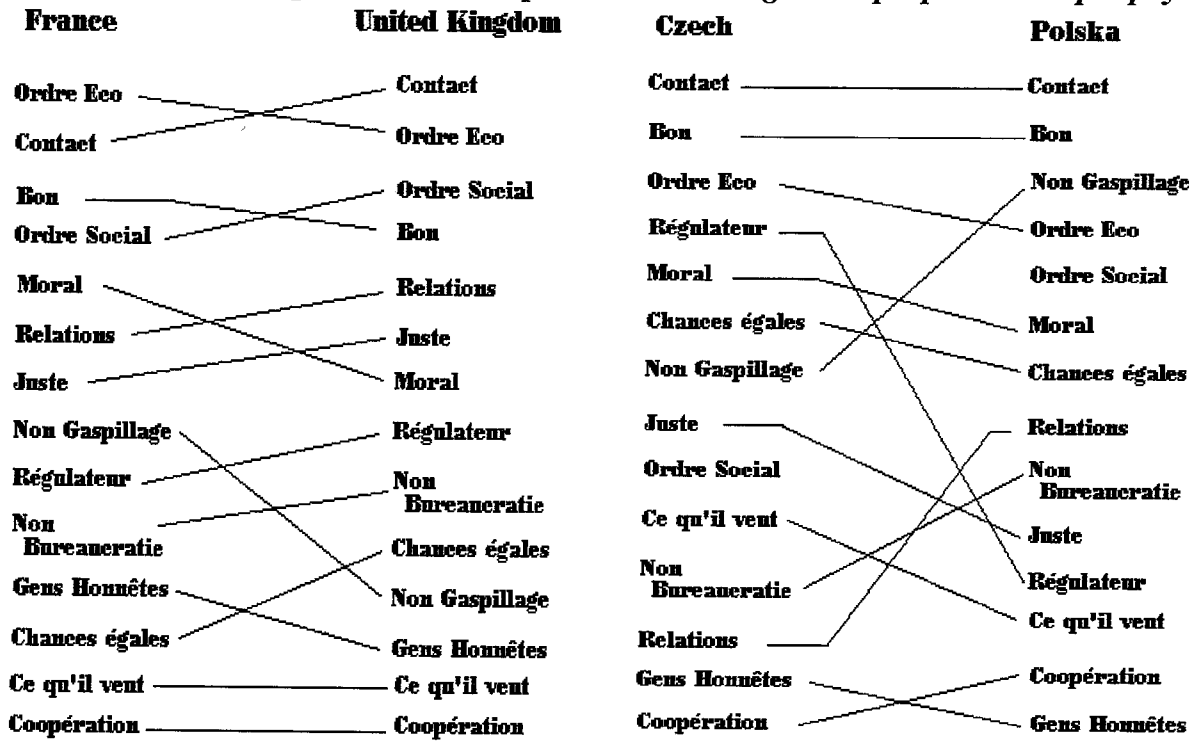 France
Ordre Eco
Contact
Bon
Ordre Social
Moral
Relations
Juste
Non Gaspillage
Régulateur
Non
Bureaucratie
Gens Honnêtes
Chances égales
Ce qu'il veut
Coopération
United Kingdom
Contact
Ordre Eco
Ordre Social
Bon
Relations
Juste
Moral
Régulateur
Non
Bureaucratie
Chances égales
Non Gaspillage
Gens Honnêtes
Ce qu'il veut
Coopération
Czech
Contact
Bon
Ordre Eco
Régulateur
Moral
Chances égales
Non Gaspillage
Juste
Ordre Social
Ce qu'il veut
Non
Bureaucratie
Relations
Gens Honnêtes
Coopération
Polska
Contact
Bon
Non Gaspillage
Ordre Eco
Ordre Social
Moral
Chances égales
Relations
Non
Bureaucratie
Juste
Régulateur
Ce qu'il veut
Coopération
Gens Honnêtes